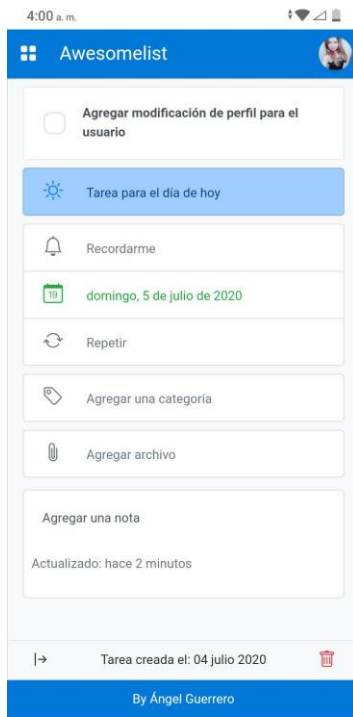 4:00 a. m.
Awesomelist
Agregar modificación de perfil para el
usuario
Tarea para el día de hoy
Recordarme
19
domingo, 5 de julio de 2020
Repetir
Agregar una categoría
Agregar archivo
Agregar una nota
Actualizado: hace 2 minutos
Tarea creada el: 04 julio 2020
By Ángel Guerrero